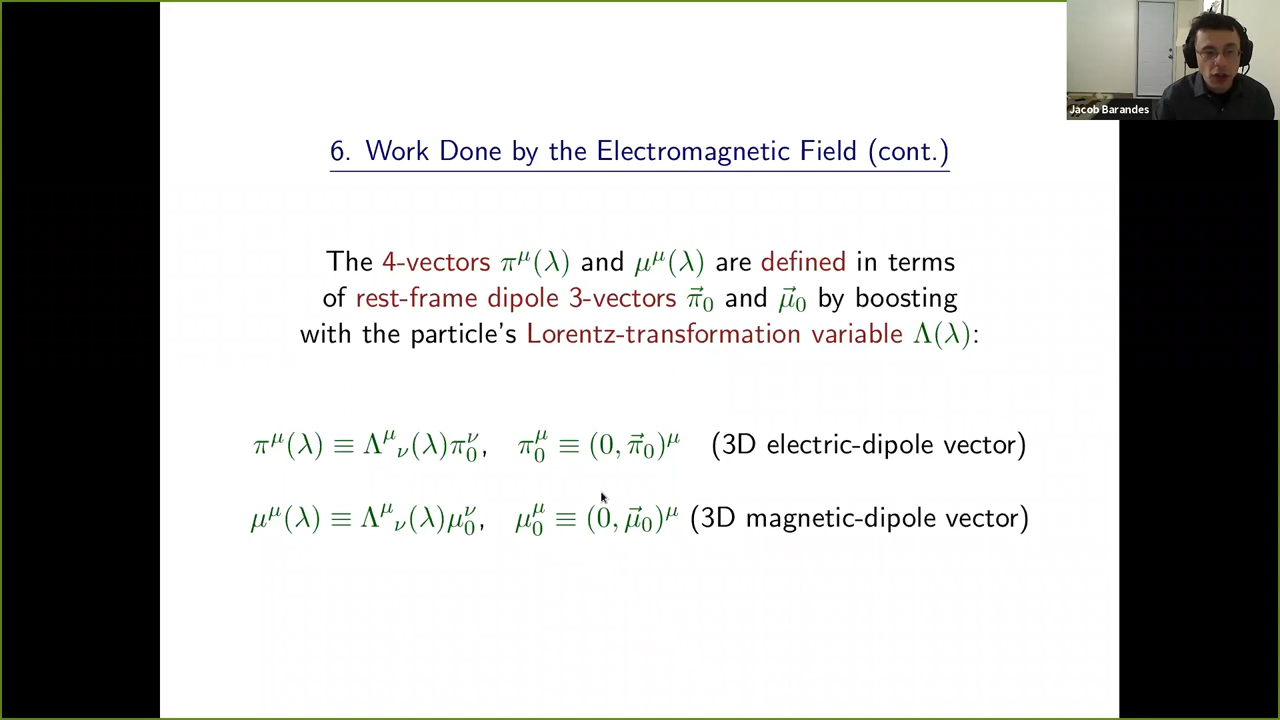 Jacob Barandes
6. Work Done by the Electromagnetic Field (cont.)
The 4-vectors π^μ(λ) and μ^μ(λ) are defined in terms
of rest-frame dipole 3-vectors π⃗₀ and μ⃗₀ by boosting
with the particle's Lorentz-transformation variable Λ(λ):
π^μ(λ) ≡ Λ^μ_ν(λ)π₀^ν, π₀^μ ≡ (0, π⃗₀)^μ (3D electric-dipole vector)
μ^μ(λ) ≡ Λ^μ_ν(λ)μ₀^ν, μ₀^μ ≡ (0, μ⃗₀)^μ (3D magnetic-dipole vector)